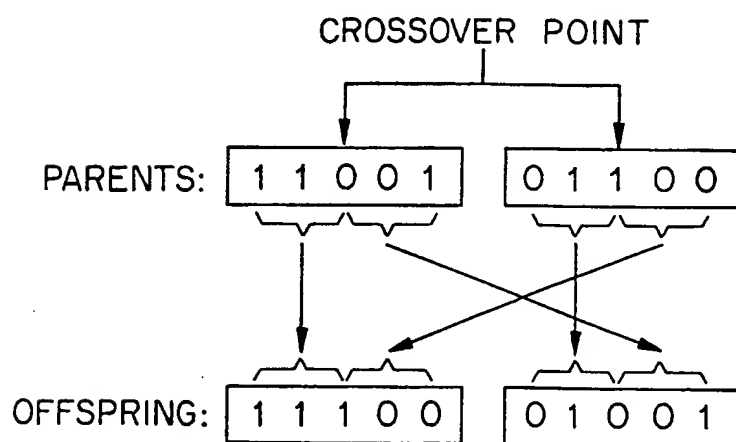 CROSSOVER POINT
PARENTS: 1 1 0 0 1 0 1 1 0 0
OFFSPRING: 1 1 1 0 0 0 1 0 0 1